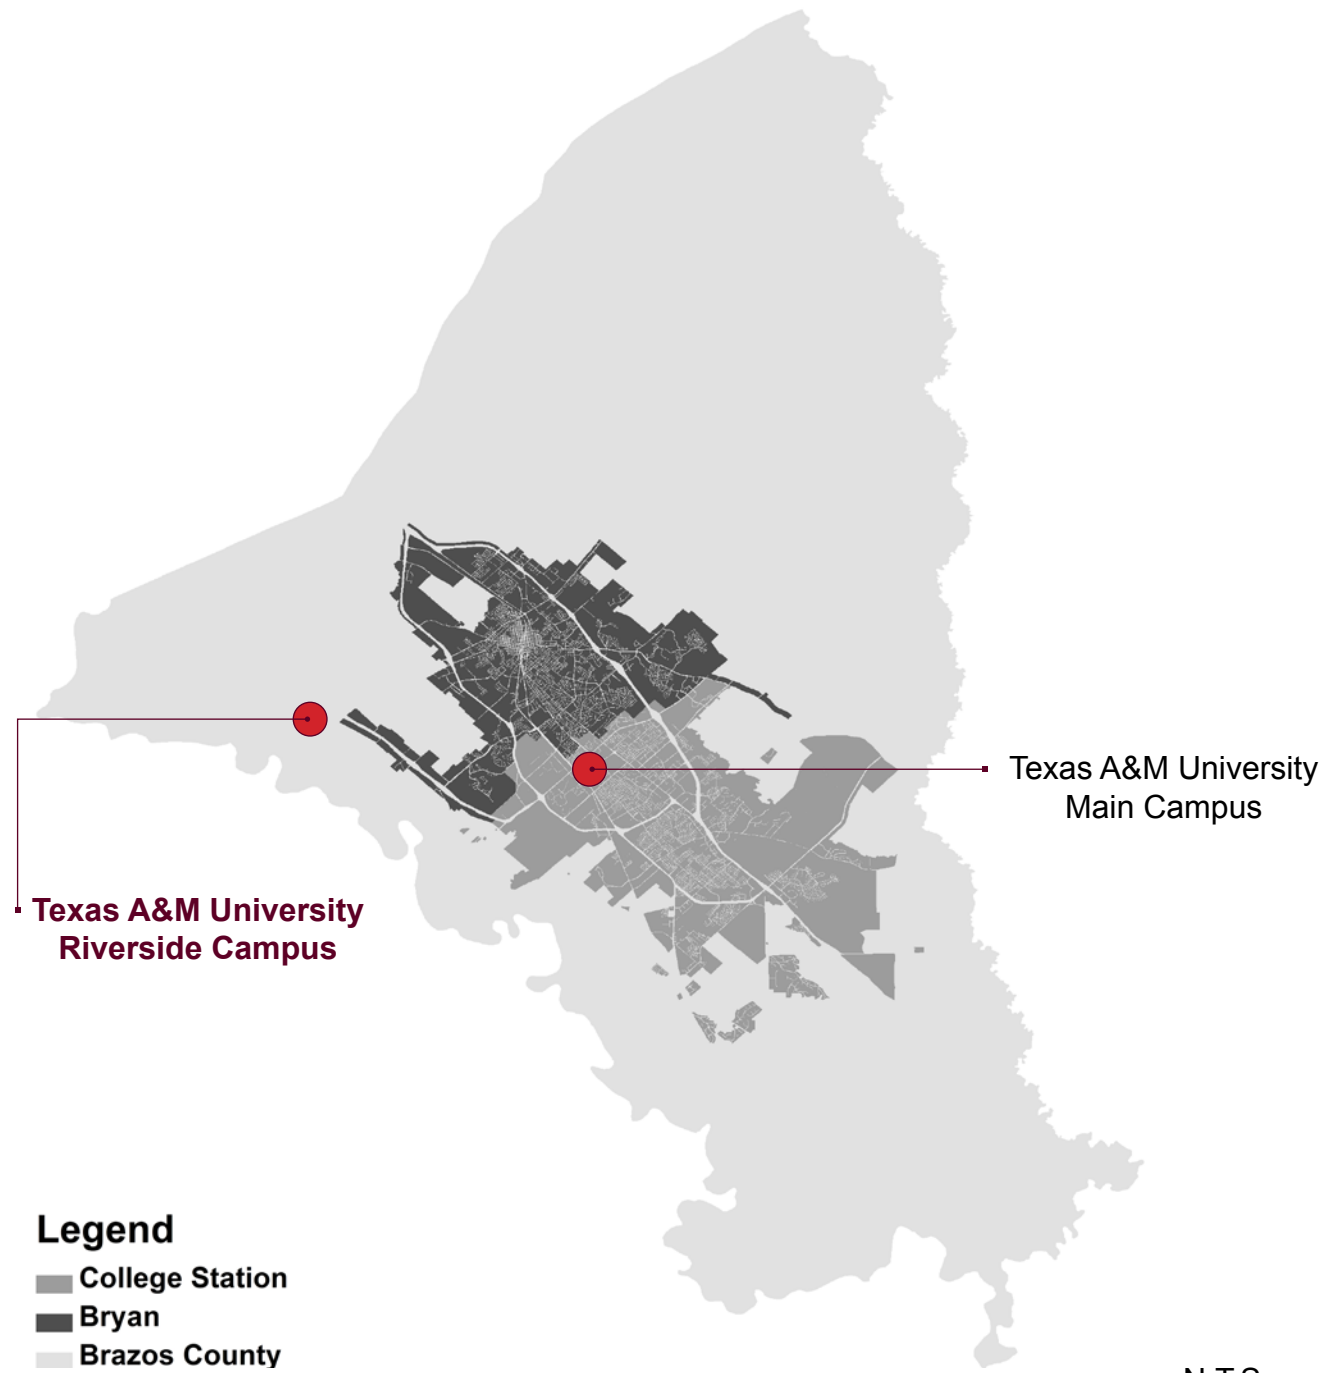 Texas A&M University
Main Campus
Texas A&M University
Riverside Campus
Legend
College Station
Bryan
Brazos County
N.T.S.